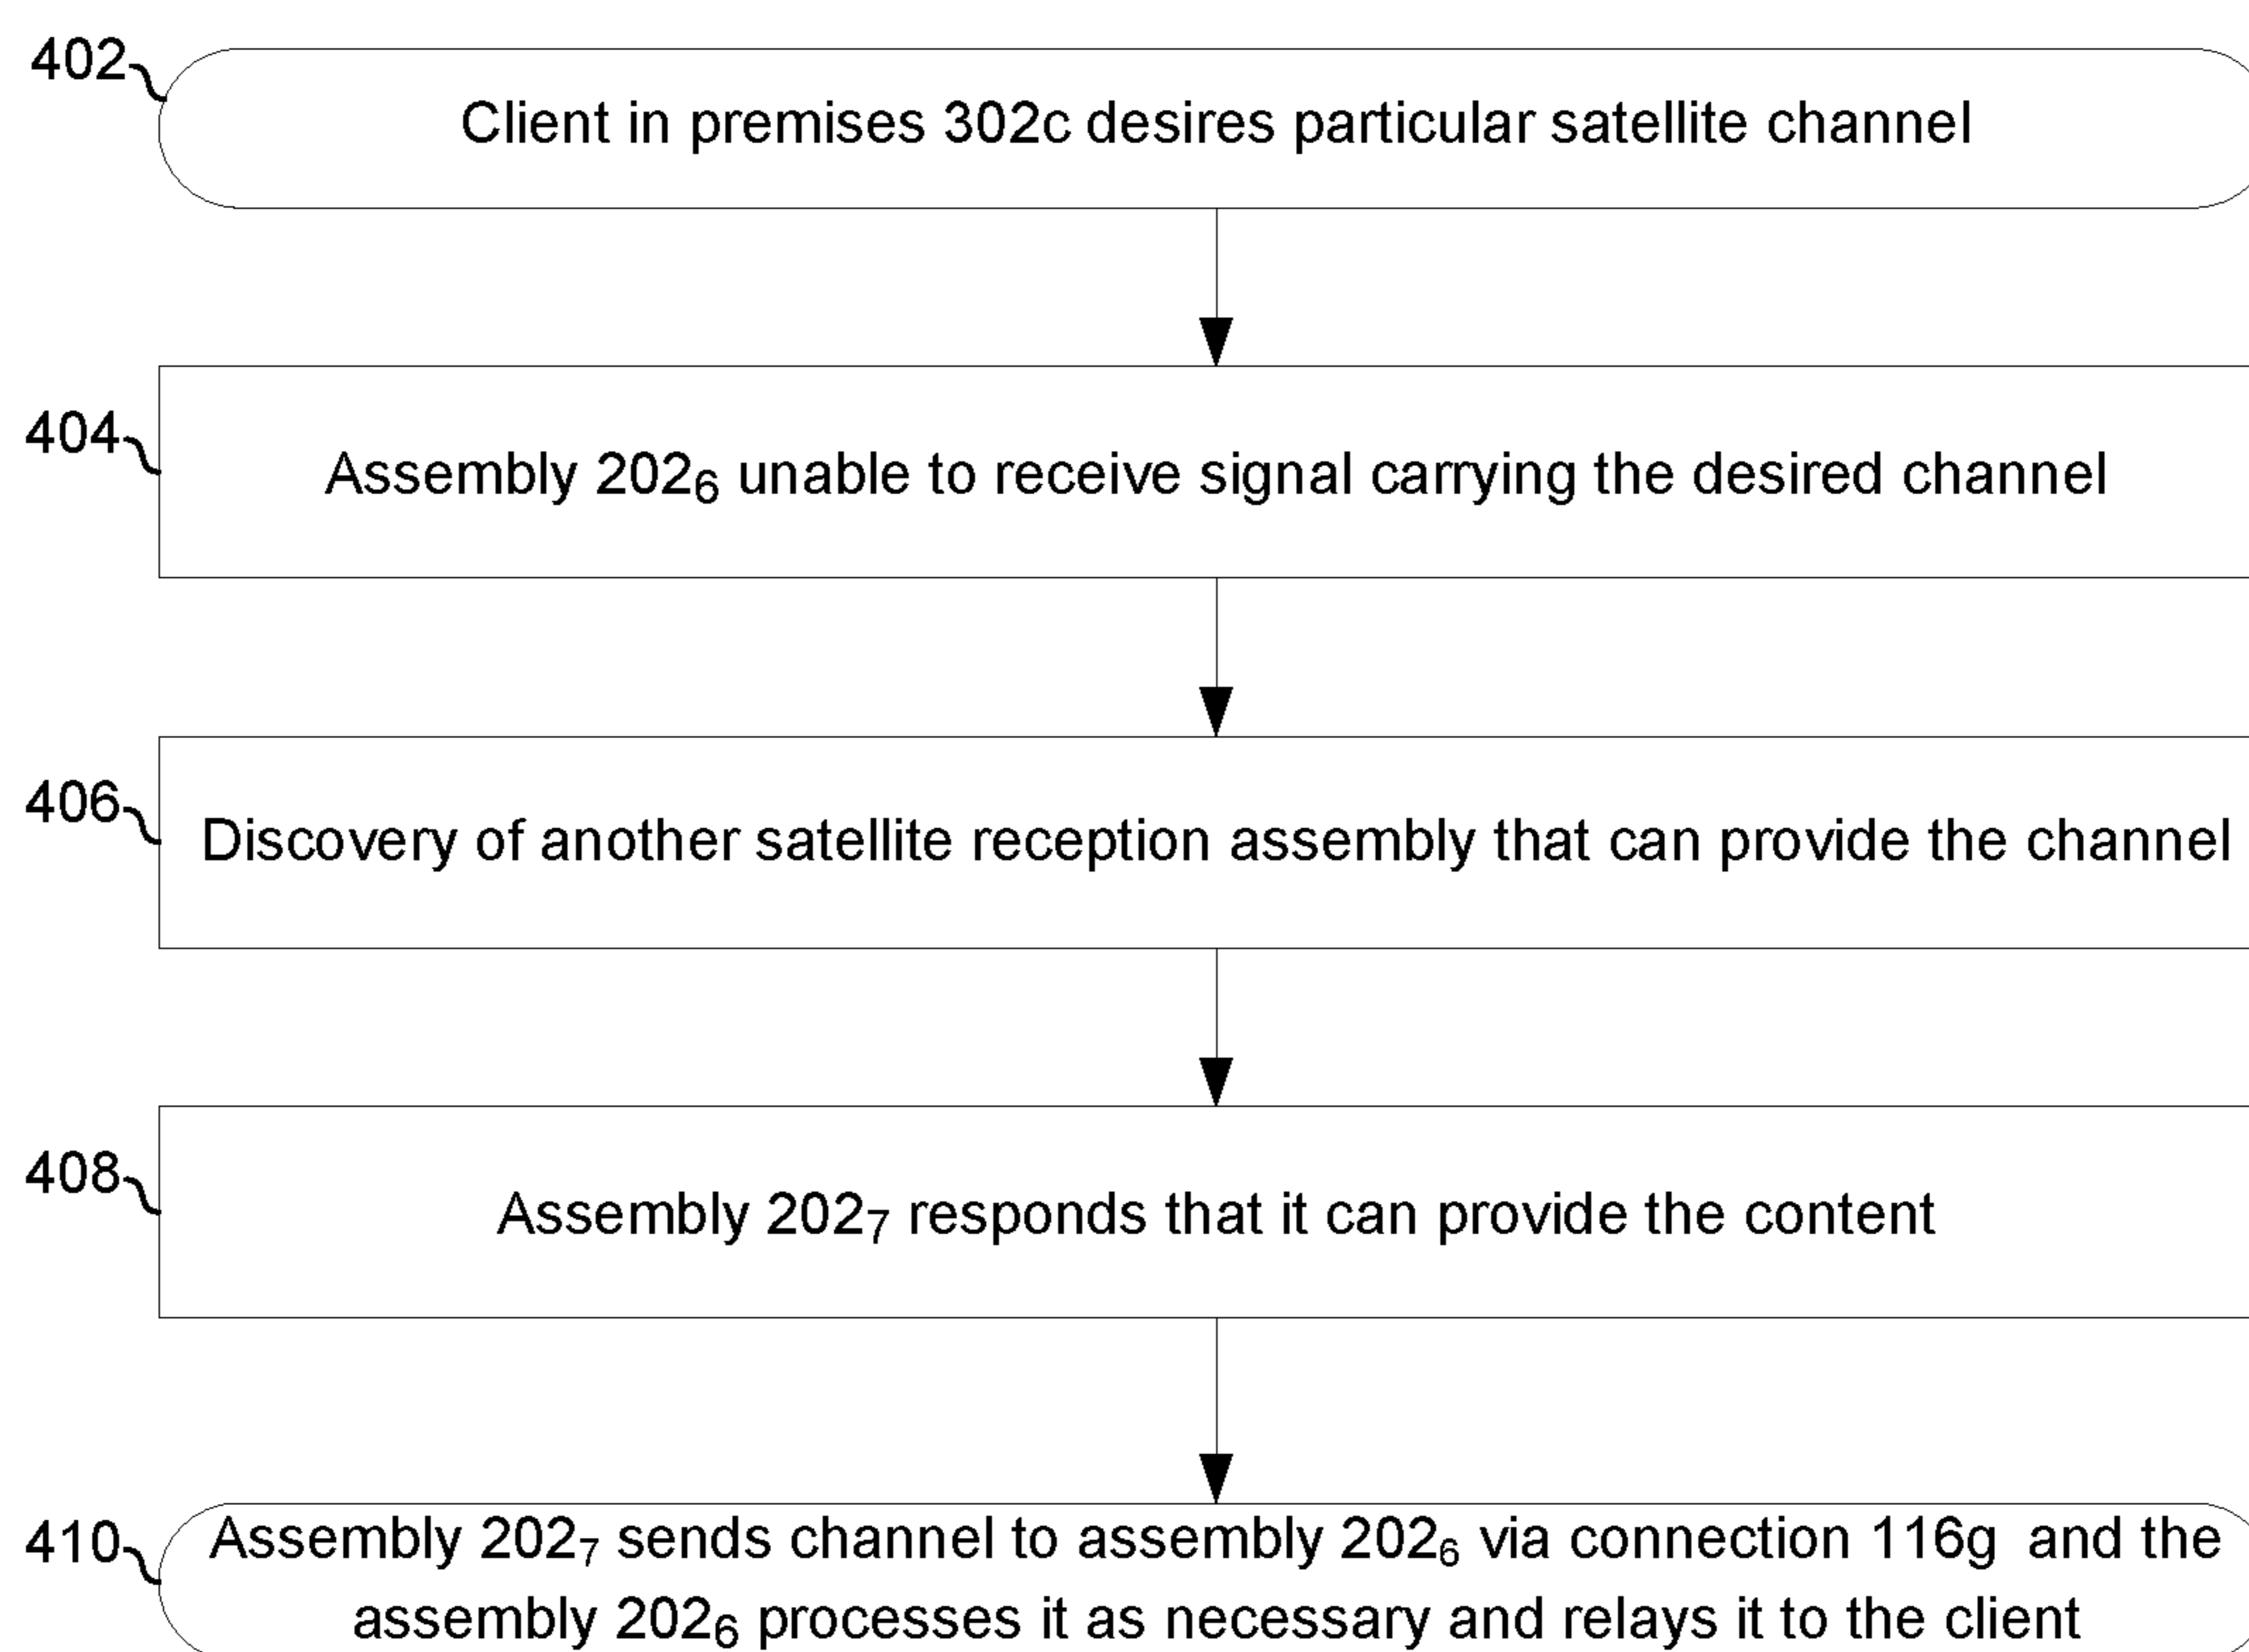 402
Client in premises 302c desires particular satellite channel
404
Assembly 202₆ unable to receive signal carrying the desired channel
406
Discovery of another satellite reception assembly that can provide the channel
408
Assembly 202₇ responds that it can provide the content
410
Assembly 202₇ sends channel to assembly 202₆ via connection 116g and the
assembly 202₆ processes it as necessary and relays it to the client